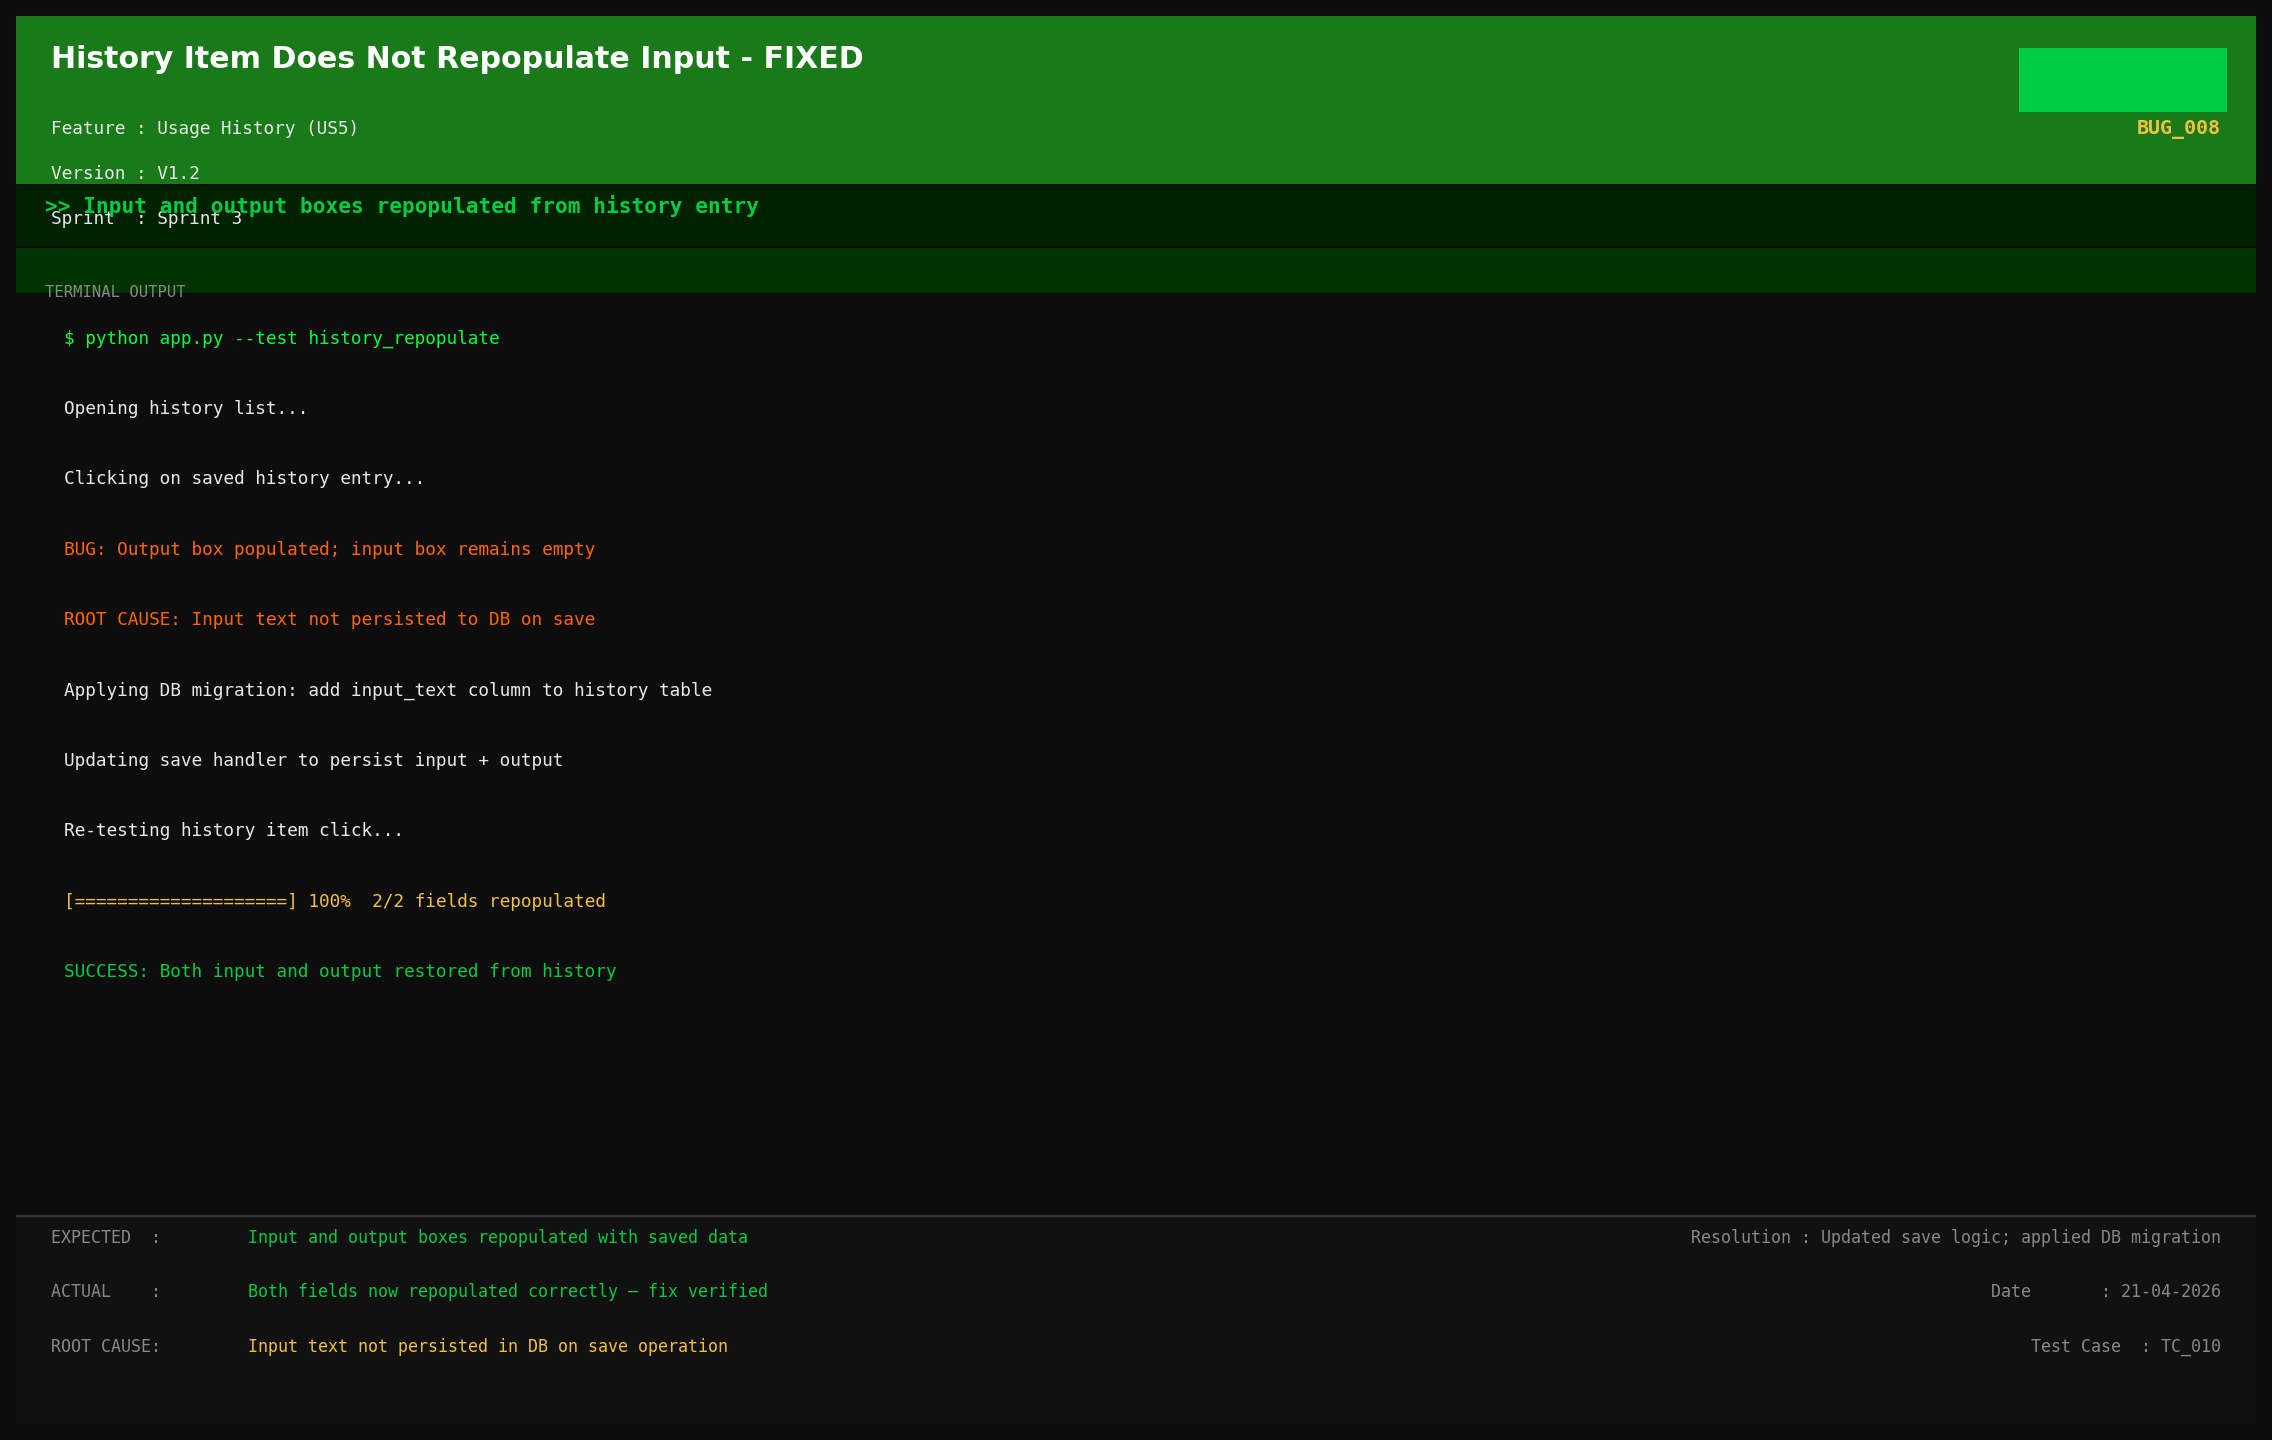 History Item Does Not Repopulate Input - FIXED
Feature : Usage History (US5)
BUG_008
Version : V1.2
>> Input and output boxes repopulated from history entry
Sprint  : Sprint 3
TERMINAL OUTPUT
$ python app.py --test history_repopulate
Opening history list...
Clicking on saved history entry...
BUG: Output box populated; input box remains empty
ROOT CAUSE: Input text not persisted to DB on save
Applying DB migration: add input_text column to history table
Updating save handler to persist input + output
Re-testing history item click...
[====================] 100%  2/2 fields repopulated
SUCCESS: Both input and output restored from history
EXPECTED  : Input and output boxes repopulated with saved data
Resolution : Updated save logic; applied DB migration
ACTUAL    : Both fields now repopulated correctly — fix verified
Date       : 21-04-2026
ROOT CAUSE: Input text not persisted in DB on save operation
Test Case  : TC_010